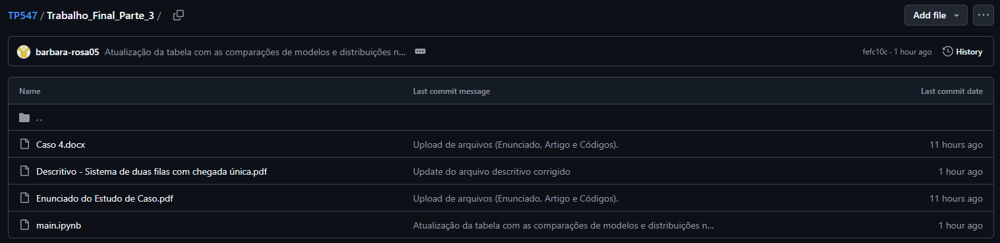 TP547 / Trabalho_Final_Parte_3 /
Add file
barbara-rosa05 Atualização da tabela com as comparações de modelos e distribuições n...
fefc10c · 1 hour ago
History
Name Last commit message Last commit date
..
Caso 4.docx Upload de arquivos (Enunciado, Artigo e Códigos). 11 hours ago
Descritivo - Sistema de duas filas com chegada única.pdf Update do arquivo descritivo corrigido 1 hour ago
Enunciado do Estudo de Caso.pdf Upload de arquivos (Enunciado, Artigo e Códigos). 11 hours ago
main.ipynb Atualização da tabela com as comparações de modelos e distribuições n... 1 hour ago